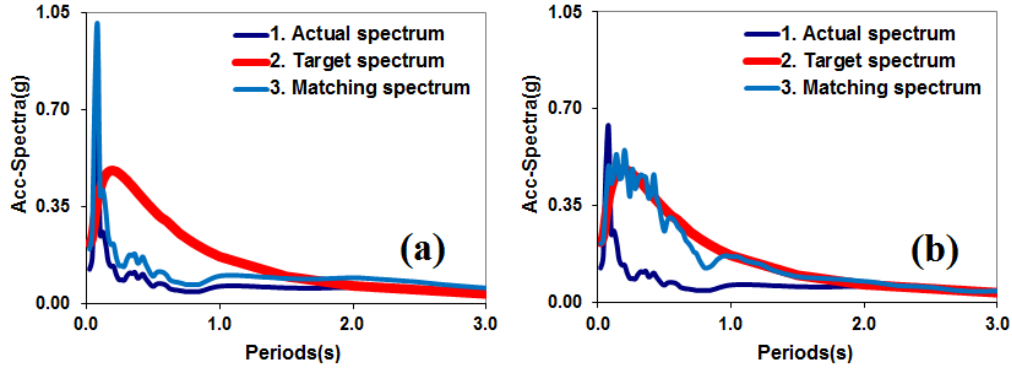 1.05
0.70
0.35
0.00
Acc-Spectra(g)
1. Actual spectrum
2. Target spectrum
3. Matching spectrum
(a)
0.0 1.0 2.0 3.0
Periods(s)
1.05
0.70
0.35
0.00
Acc-Spectra(g)
1. Actual spectrum
2. Target spectrum
3. Matching spectrum
(b)
0.0 1.0 2.0 3.0
Periods(s)